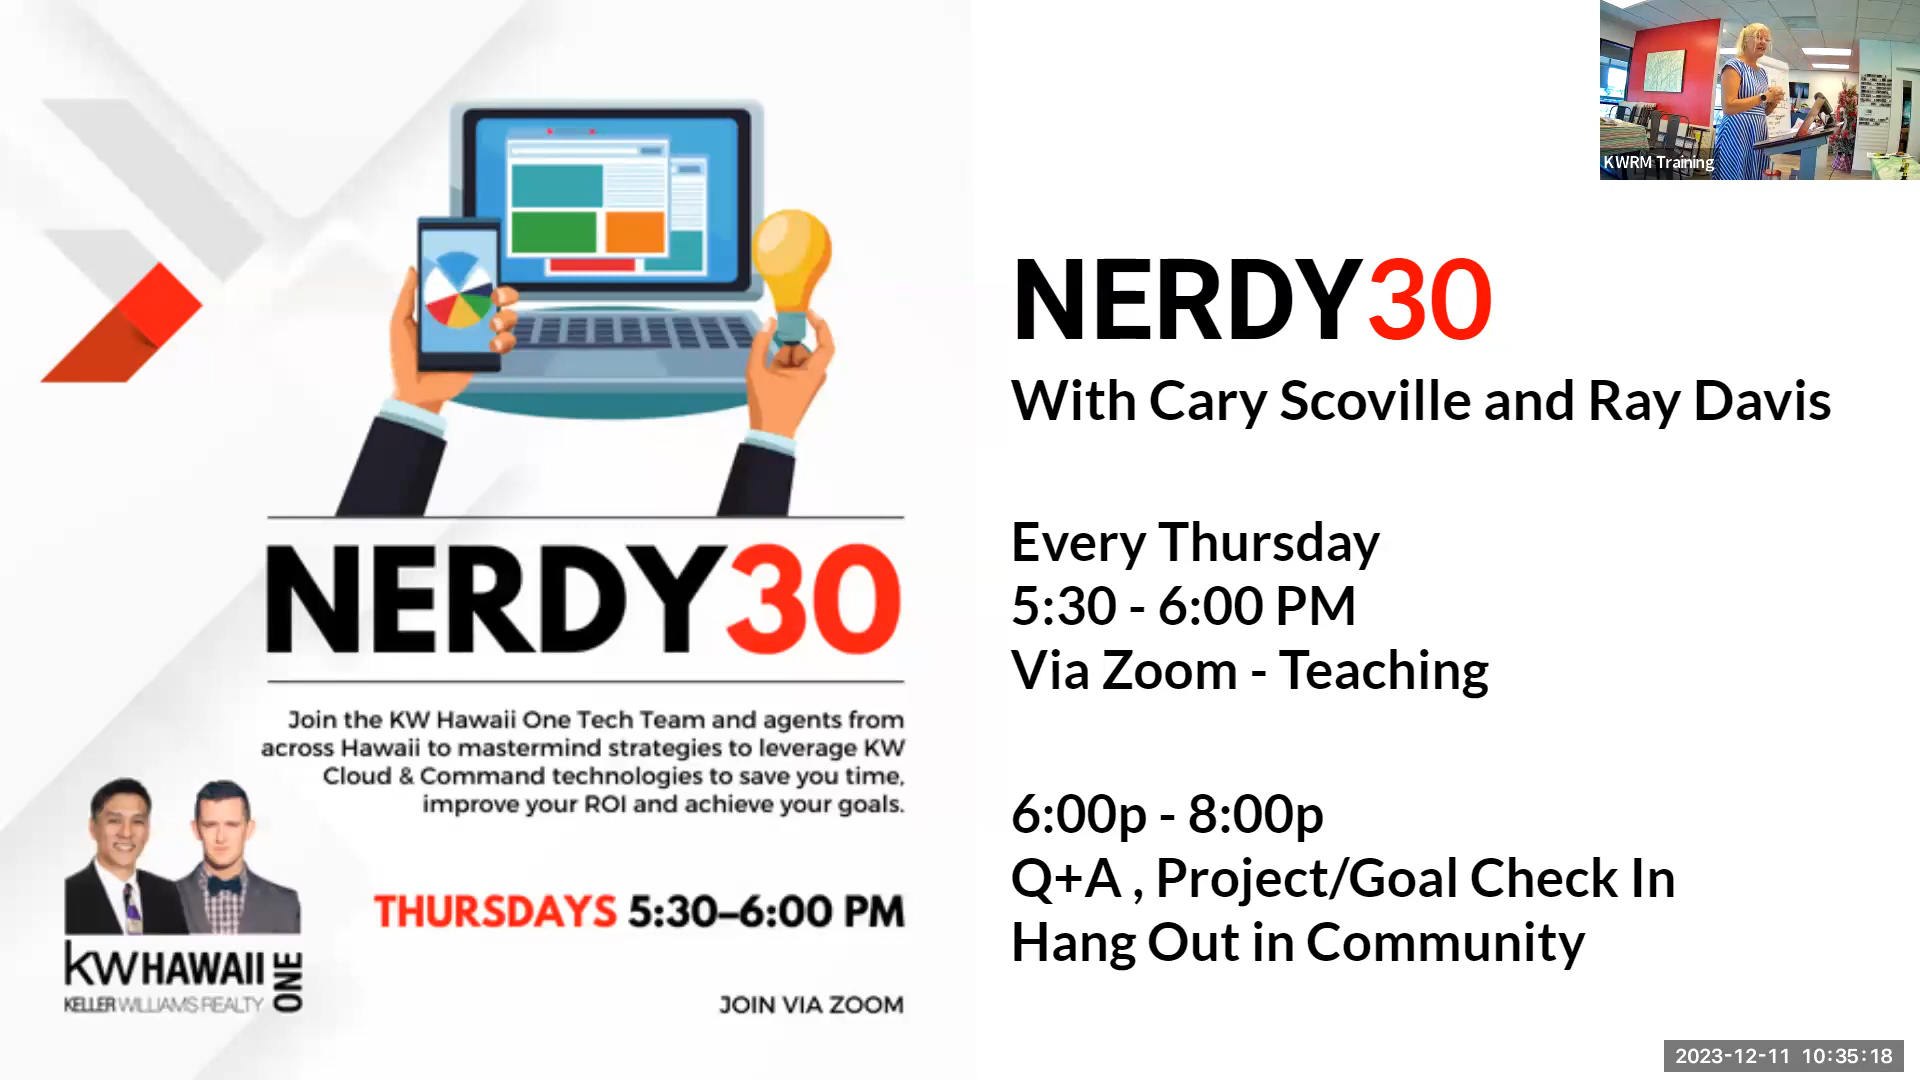 NERDY30
Join the KW Hawaii One Tech Team and agents from
across Hawaii to mastermind strategies to leverage KW
Cloud & Command technologies to save you time,
improve your ROI and achieve your goals.
THURSDAYS 5:30–6:00 PM
kw HAWAII ONE
KELLER WILLIAMS REALTY
JOIN VIA ZOOM
KWRM Training
NERDY30
With Cary Scoville and Ray Davis
Every Thursday
5:30 - 6:00 PM
Via Zoom - Teaching
6:00p - 8:00p
Q+A , Project/Goal Check In
Hang Out in Community
2023-12-11 10:35:18